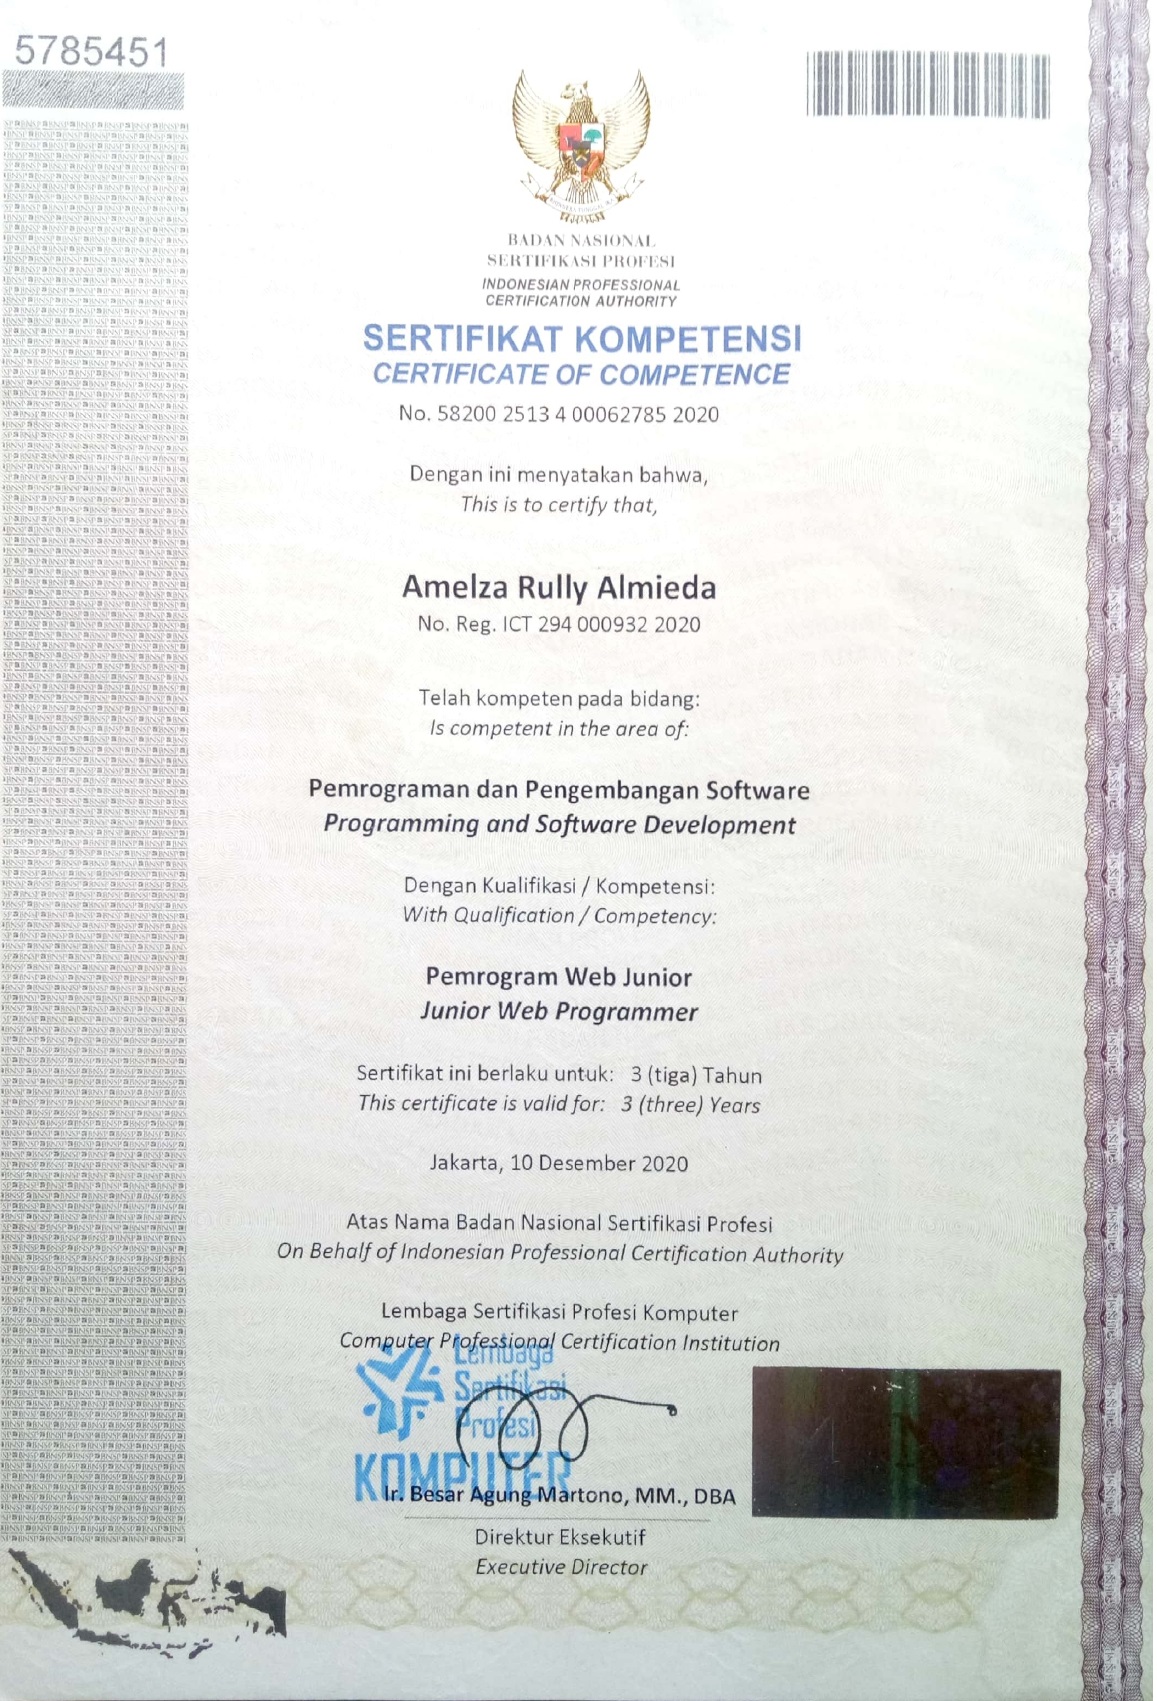 5785451
BADAN NASIONAL
SERTIFIKASI PROFESI
INDONESIAN PROFESSIONAL
CERTIFICATION AUTHORITY
SERTIFIKAT KOMPETENSI
CERTIFICATE OF COMPETENCE
No. 58200 2513 4 00062785 2020
Dengan ini menyatakan bahwa,
This is to certify that,
Amelza Rully Almieda
No. Reg. ICT 294 000932 2020
Telah kompeten pada bidang:
Is competent in the area of:
Pemrograman dan Pengembangan Software
Programming and Software Development
Dengan Kualifikasi / Kompetensi:
With Qualification / Competency:
Pemrogram Web Junior
Junior Web Programmer
Sertifikat ini berlaku untuk: 3 (tiga) Tahun
This certificate is valid for: 3 (three) Years
Jakarta, 10 Desember 2020
Atas Nama Badan Nasional Sertifikasi Profesi
On Behalf of Indonesian Professional Certification Authority
Lembaga Sertifikasi Profesi Komputer
Computer Professional Certification Institution
Lembaga
Sertifikasi
Profesi
KOMPUTER
Ir. Besar Agung Martono, MM., DBA
Direktur Eksekutif
Executive Director